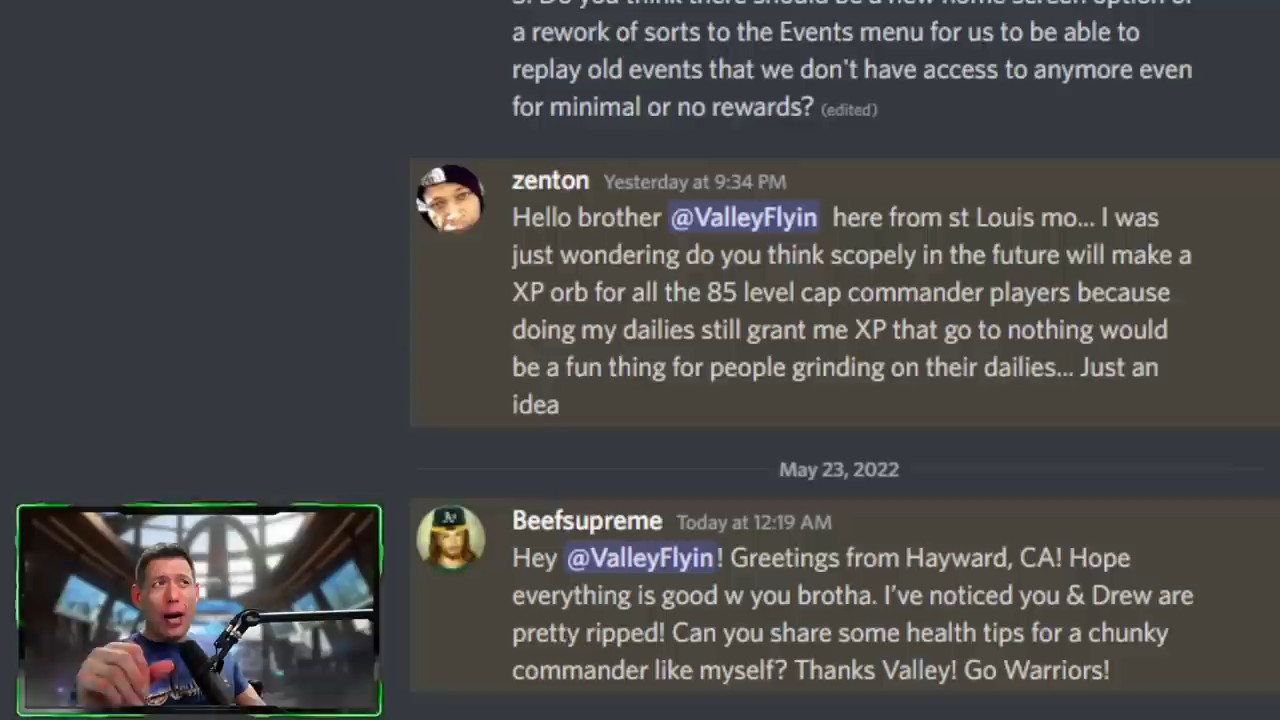 a rework of sorts to the Events menu for us to be able to
replay old events that we don't have access to anymore even
for minimal or no rewards? (edited)
zenton Yesterday at 9:34 PM
Hello brother @ValleyFlyin here from st Louis mo... I was
just wondering do you think scopely in the future will make a
XP orb for all the 85 level cap commander players because
doing my dailies still grant me XP that go to nothing would
be a fun thing for people grinding on their dailies... Just an
idea
May 23, 2022
Beefsupreme Today at 12:19 AM
Hey @ValleyFlyin! Greetings from Hayward, CA! Hope
everything is good w you brotha. I've noticed you & Drew are
pretty ripped! Can you share some health tips for a chunky
commander like myself? Thanks Valley! Go Warriors!